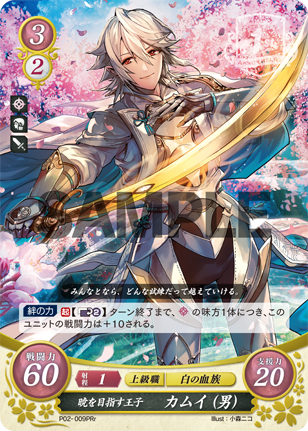 3
2
SAMPLE
みんなとなら、どんな試練だって越えていける。
絆の力 起【 2】ターン終了まで、 の味方1体につき、この
ユニットの戦闘力は+10される。
戦闘力
60
射程 1 上級職 白の血族
支援力
20
暁を目指す王子 カムイ(男)
P02-009PRr Illust:小森ニコ